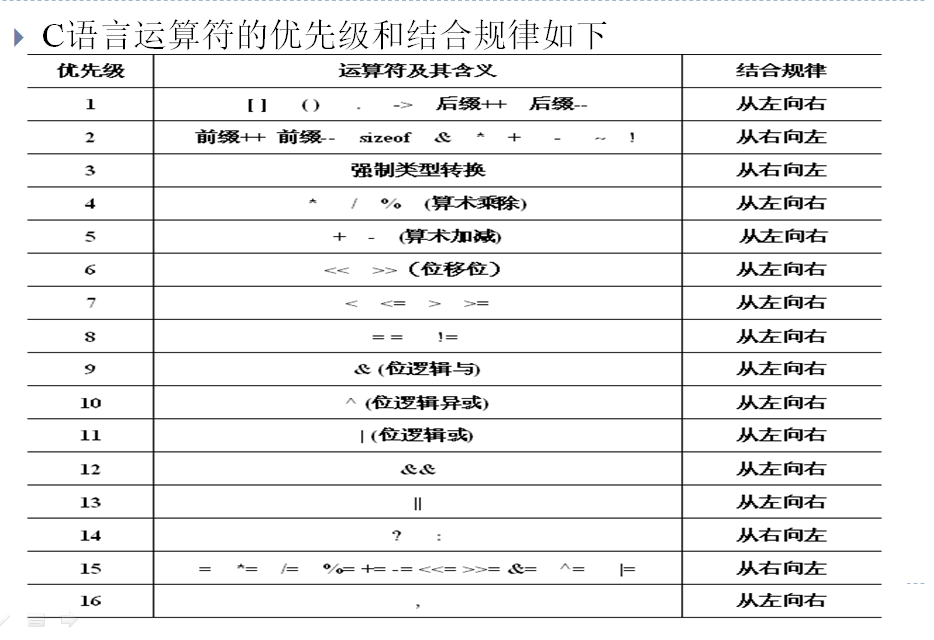 C语言运算符的优先级和结合规律如下
优先级 运算符及其含义 结合规律
1 [ ] ( ) . -> 后缀++ 后缀-- 从左向右
2 前缀++ 前缀-- sizeof & * + - ~ ! 从右向左
3 强制类型转换 从右向左
4 * / % (算术乘除) 从左向右
5 + - (算术加减) 从左向右
6 << >> (位移位) 从左向右
7 < <= > >= 从左向右
8 == != 从左向右
9 & (位逻辑与) 从左向右
10 ^ (位逻辑异或) 从左向右
11 | (位逻辑或) 从左向右
12 && 从左向右
13 || 从左向右
14 ? : 从右向左
15 = *= /= %= += -= <<= >>= &= ^= |= 从右向左
16 , 从左向右